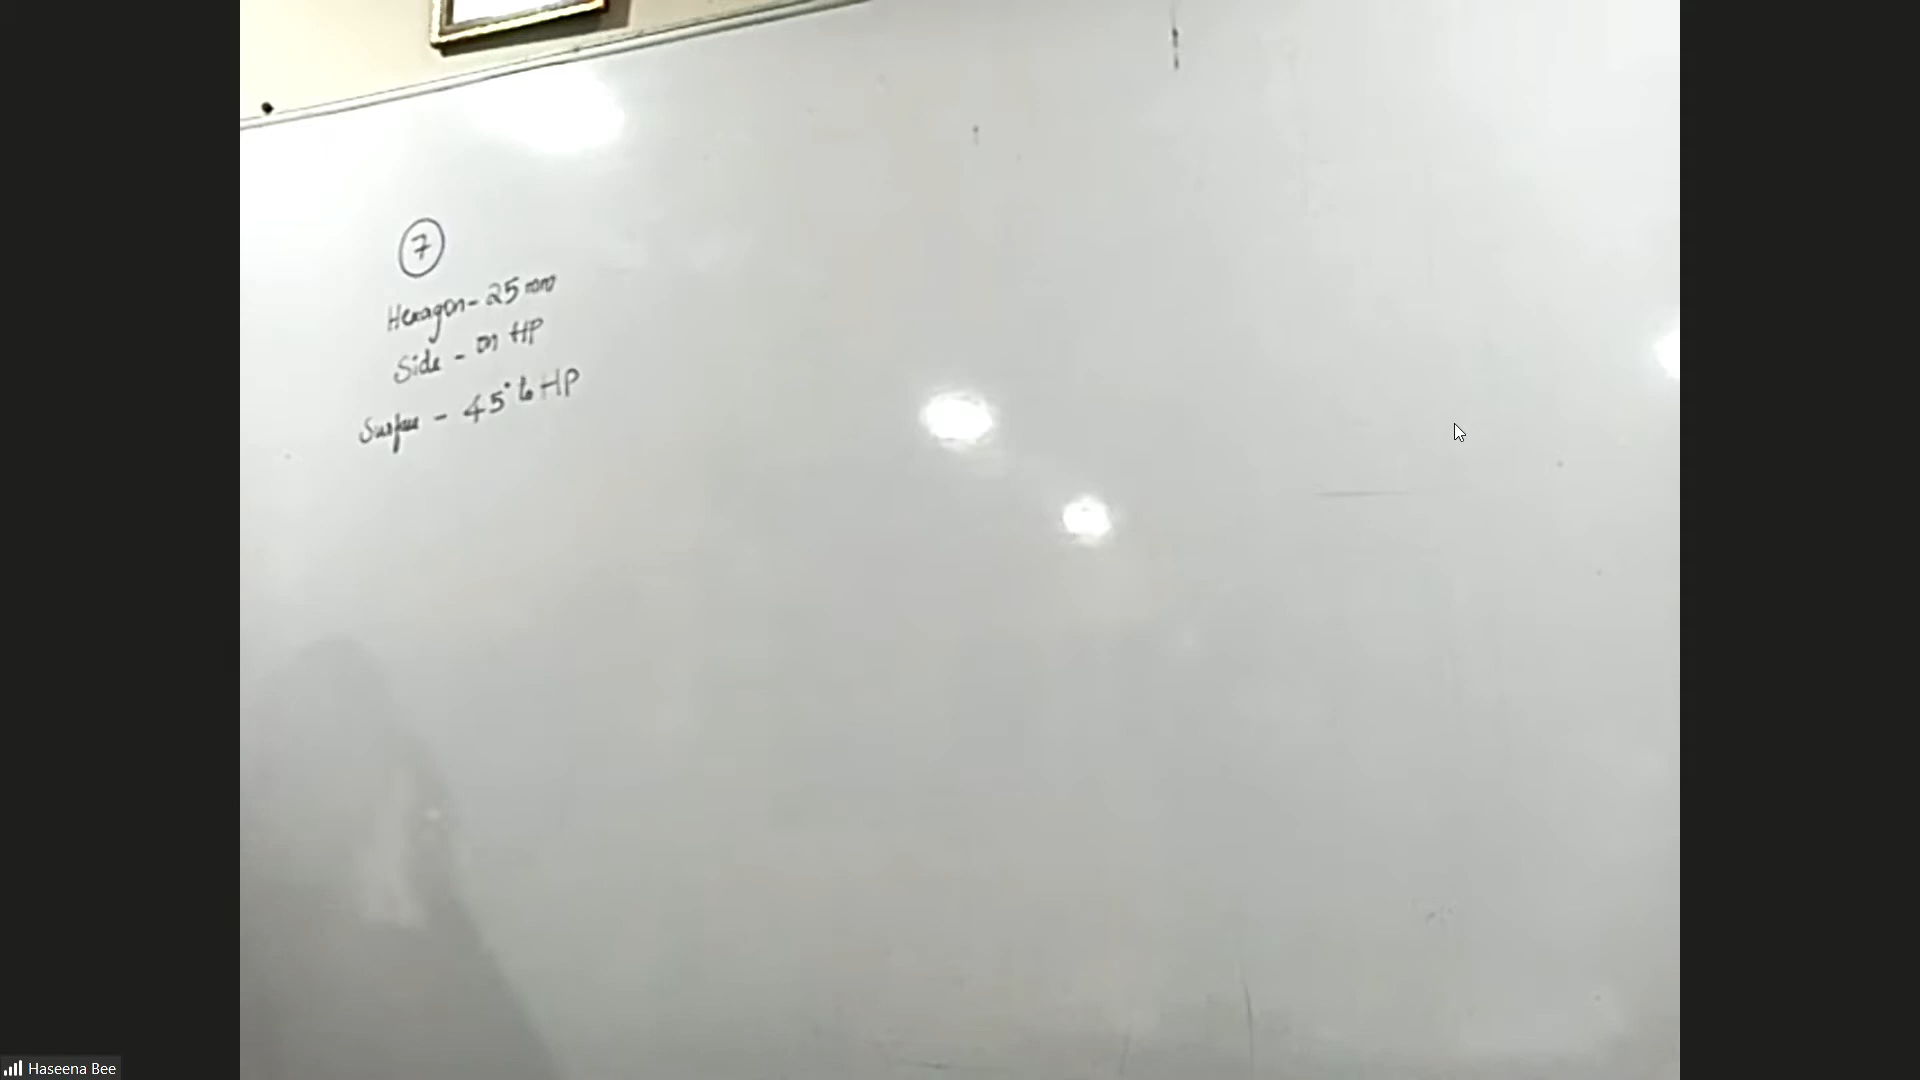 7
Hexagon - 25 mm
Side - on HP
Surface - 45° to HP
Haseena Bee